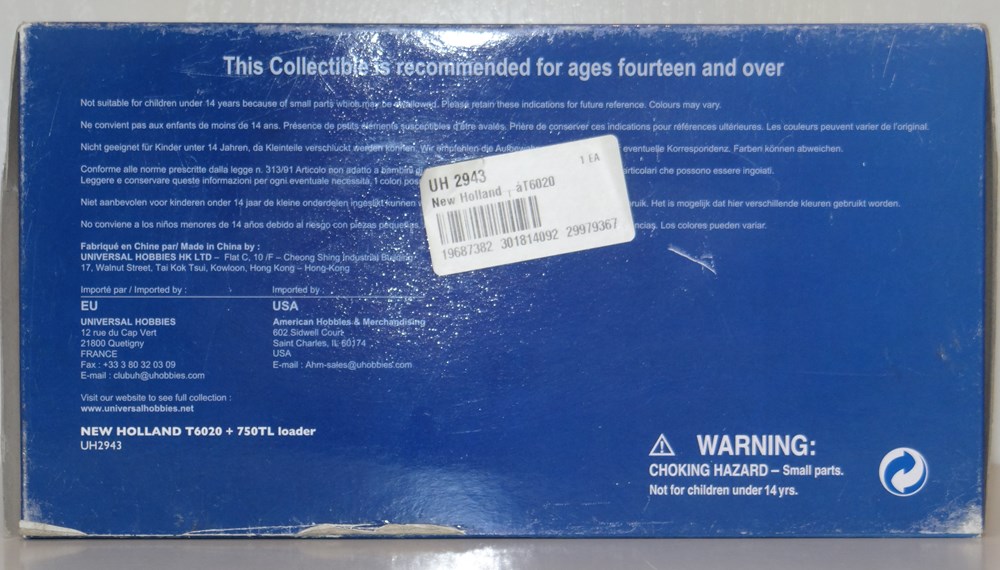 This Collectible is recommended for ages fourteen and over
Not suitable for children under 14 years because of small parts which may be swallowed. Please retain these indications for future reference. Colours may vary.
Ne convient pas aux enfants de moins de 14 ans. Présence de petits éléments susceptibles d'être avalés. Prière de conserver ces indications pour références ultérieures. Les couleurs peuvent varier de l'original.
Nicht geeignet für Kinder unter 14 Jahren, da Kleinteile verschluckt werden können. Wir empfehlen die eventuelle Korrespondenz. Farben können abweichen.
Conforme alle norme prescritte dalla legge n. 313/91 Articolo non adatto a bambini articolari che possono essere ingoiati.
Leggere e conservare queste informazioni per ogni eventuale necessità. I colori
Niet aanbevolen voor kinderen onder 14 jaar de kleine onderdelen ingeslikt kunnen Het is mogelijk dat hier verschillende kleuren gebruikt worden.
No conviene a los niños menores de 14 años debido al riesgo con piezas pequeñas Los colores pueden variar.
UH 2943
1 EA
New Holland : àT6020
19687382 301814092 29979367
Fabriqué en Chine par/ Made in China by :
UNIVERSAL HOBBIES HK LTD – Flat C, 10 /F – Cheong Shing Industrial Building
17, Walnut Street, Tai Kok Tsui, Kowloon, Hong Kong – Hong-Kong
Importé par / Imported by :
EU
UNIVERSAL HOBBIES
12 rue du Cap Vert
21800 Quetigny
FRANCE
Fax : +33 3 80 32 03 09
E-mail : clubuh@uhobbies.com
Imported by :
USA
American Hobbies & Merchandising
602 Sidwell Court
Saint Charles, IL 60174
USA
E-mail : Ahm-sales@uhobbies.com
Visit our website to see full collection :
www.universalhobbies.net
NEW HOLLAND T6020 + 750TL loader
UH2943
WARNING:
CHOKING HAZARD – Small parts.
Not for children under 14 yrs.